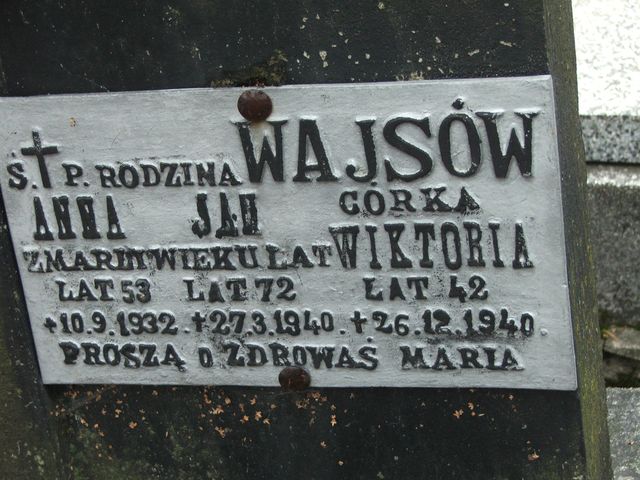 Ś.†P. RODZINA WAJSÓW
ANNA JAN CÓRKA
ZMARLI W WIEKU LAT WIKTORIA
LAT 53 LAT 72 LAT 42
+10.9.1932. +27.3.1940. +26.12.1940.
PROSZĄ O ZDROWAŚ MARIA